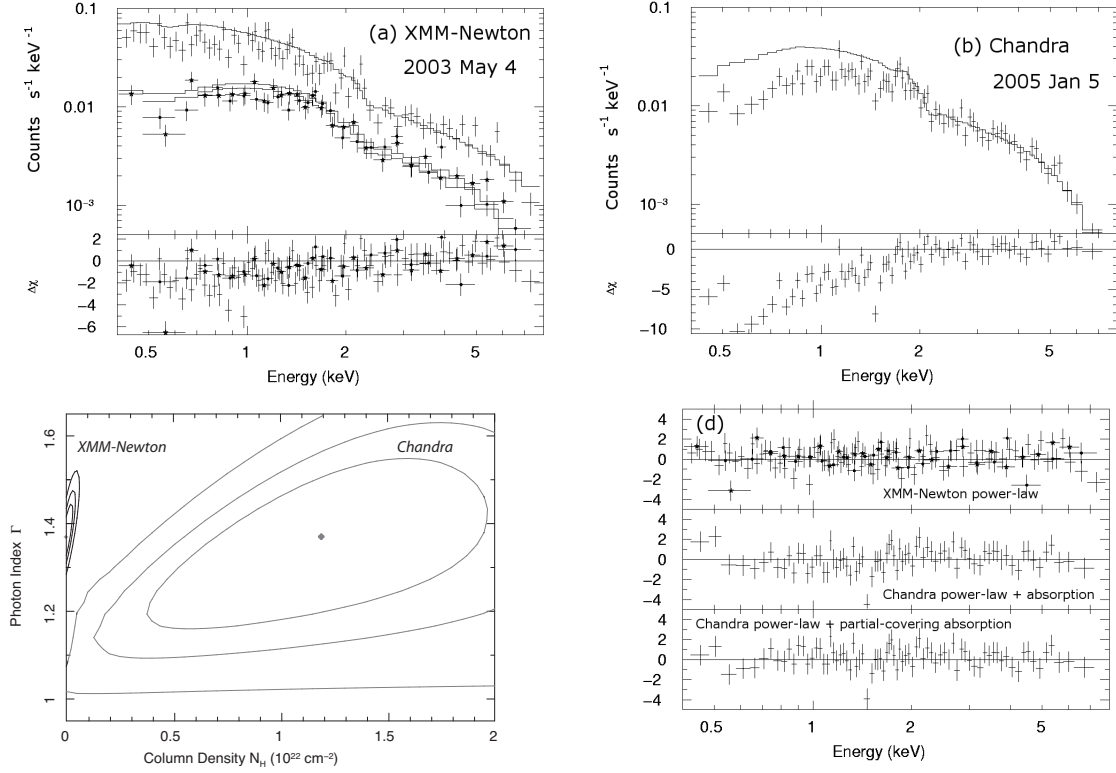 (a) XMM-Newton
2003 May 4
Counts s⁻¹ keV⁻¹
0.1
0.01
10⁻³
2
0
−2
−4
−6
Δχ
0.5 1 2 5
Energy (keV)
(b) Chandra
2005 Jan 5
Counts s⁻¹ keV⁻¹
0.1
0.01
10⁻³
0
−5
−10
Δχ
0.5 1 2 5
Energy (keV)
XMM-Newton
Chandra
Photon Index Γ
1.6
1.4
1.2
1
0 0.5 1 1.5 2
Column Density N_H (10²² cm⁻²)
(d)
4
2
0
−2
−4
XMM-Newton power-law
4
2
0
−2
−4
Chandra power-law + absorption
Chandra power-law + partial-covering absorption
4
2
0
−2
−4
0.5 1 2 5
Energy (keV)